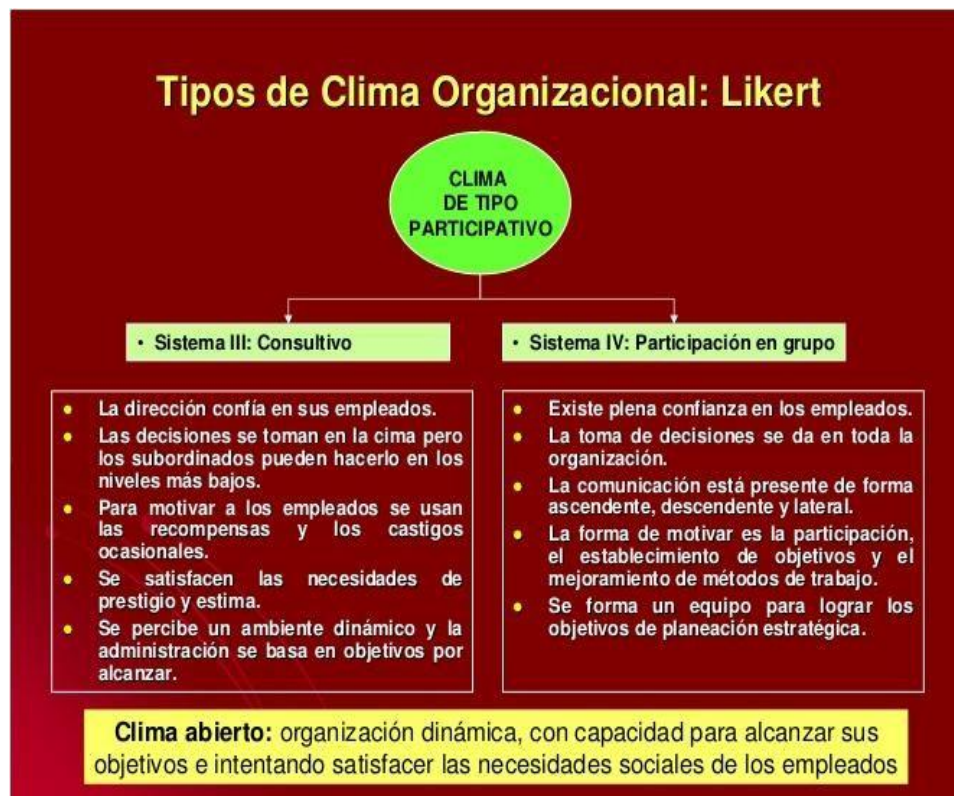 Tipos de Clima Organizacional: Likert
CLIMA
DE TIPO
PARTICIPATIVO
• Sistema III: Consultivo
• La dirección confía en sus empleados.
• Las decisiones se toman en la cima pero
los subordinados pueden hacerlo en los
niveles más bajos.
• Para motivar a los empleados se usan
las recompensas y los castigos
ocasionales.
• Se satisfacen las necesidades de
prestigio y estima.
• Se percibe un ambiente dinámico y la
administración se basa en objetivos por
alcanzar.
• Sistema IV: Participación en grupo
• Existe plena confianza en los empleados.
• La toma de decisiones se da en toda la
organización.
• La comunicación está presente de forma
ascendente, descendente y lateral.
• La forma de motivar es la participación,
el establecimiento de objetivos y el
mejoramiento de métodos de trabajo.
• Se forma un equipo para lograr los
objetivos de planeación estratégica.
Clima abierto: organización dinámica, con capacidad para alcanzar sus
objetivos e intentando satisfacer las necesidades sociales de los empleados